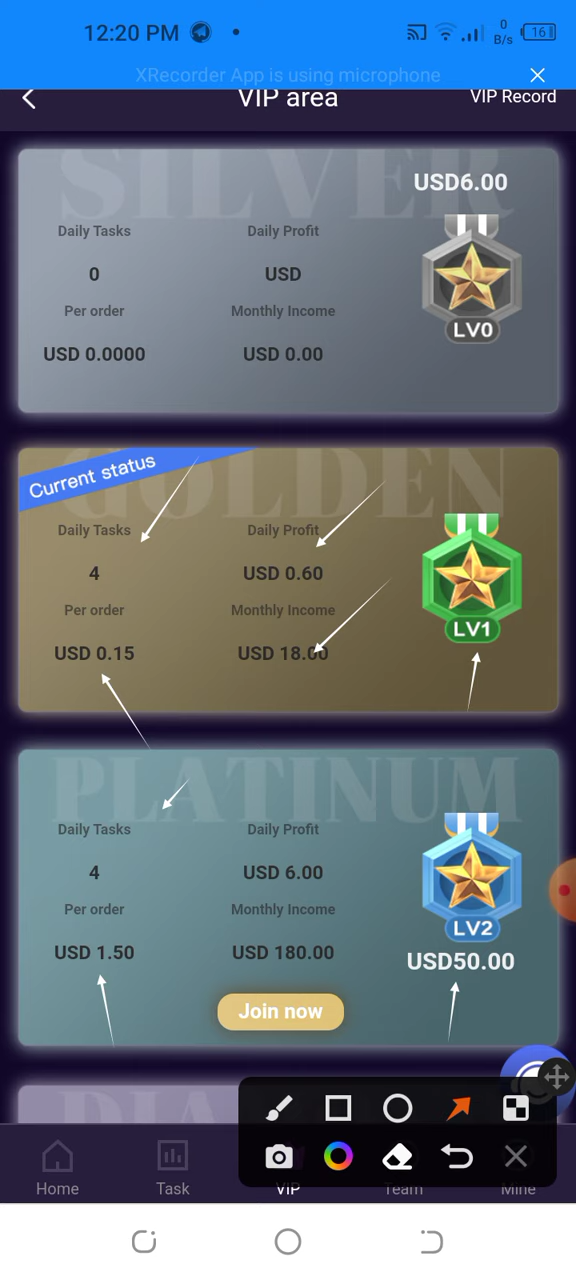 12:20 PM
0
B/s
16
XRecorder App is using microphone
VIP area
VIP Record
SILVER
USD6.00
Daily Tasks
Daily Profit
0
USD
Per order
Monthly Income
USD 0.0000
USD 0.00
LV0
Current status
GOLDEN
Daily Tasks
Daily Profit
4
USD 0.60
Per order
Monthly Income
USD 0.15
USD 18.00
LV1
PLATINUM
Daily Tasks
Daily Profit
4
USD 6.00
Per order
Monthly Income
USD 1.50
USD 180.00
LV2
USD50.00
Join now
Home
Task
VIP
Team
Mine